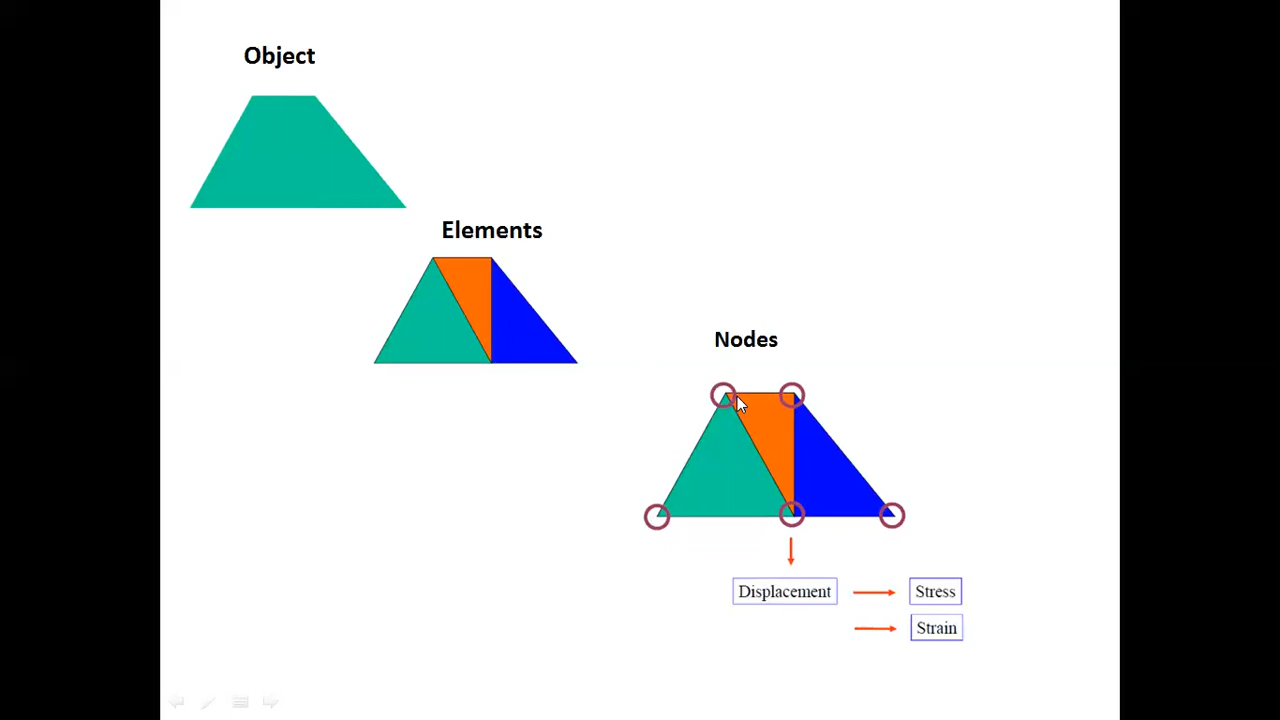 Object
Elements
Nodes
Displacement
Stress
Strain